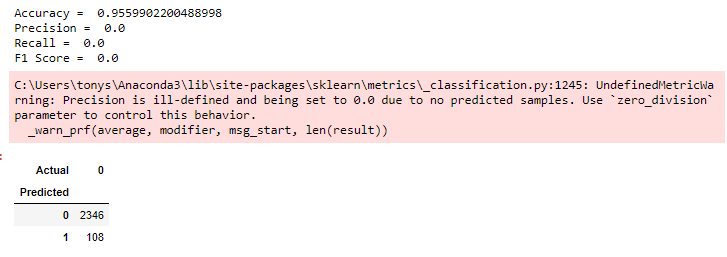 Accuracy =  0.9559902200488998
Precision =  0.0
Recall =  0.0
F1 Score =  0.0
C:\Users\tonys\Anaconda3\lib\site-packages\sklearn\metrics\_classification.py:1245: UndefinedMetricWa
rning: Precision is ill-defined and being set to 0.0 due to no predicted samples. Use `zero_division`
parameter to control this behavior.
  _warn_prf(average, modifier, msg_start, len(result))
Actual 0
Predicted
0 2346
1 108